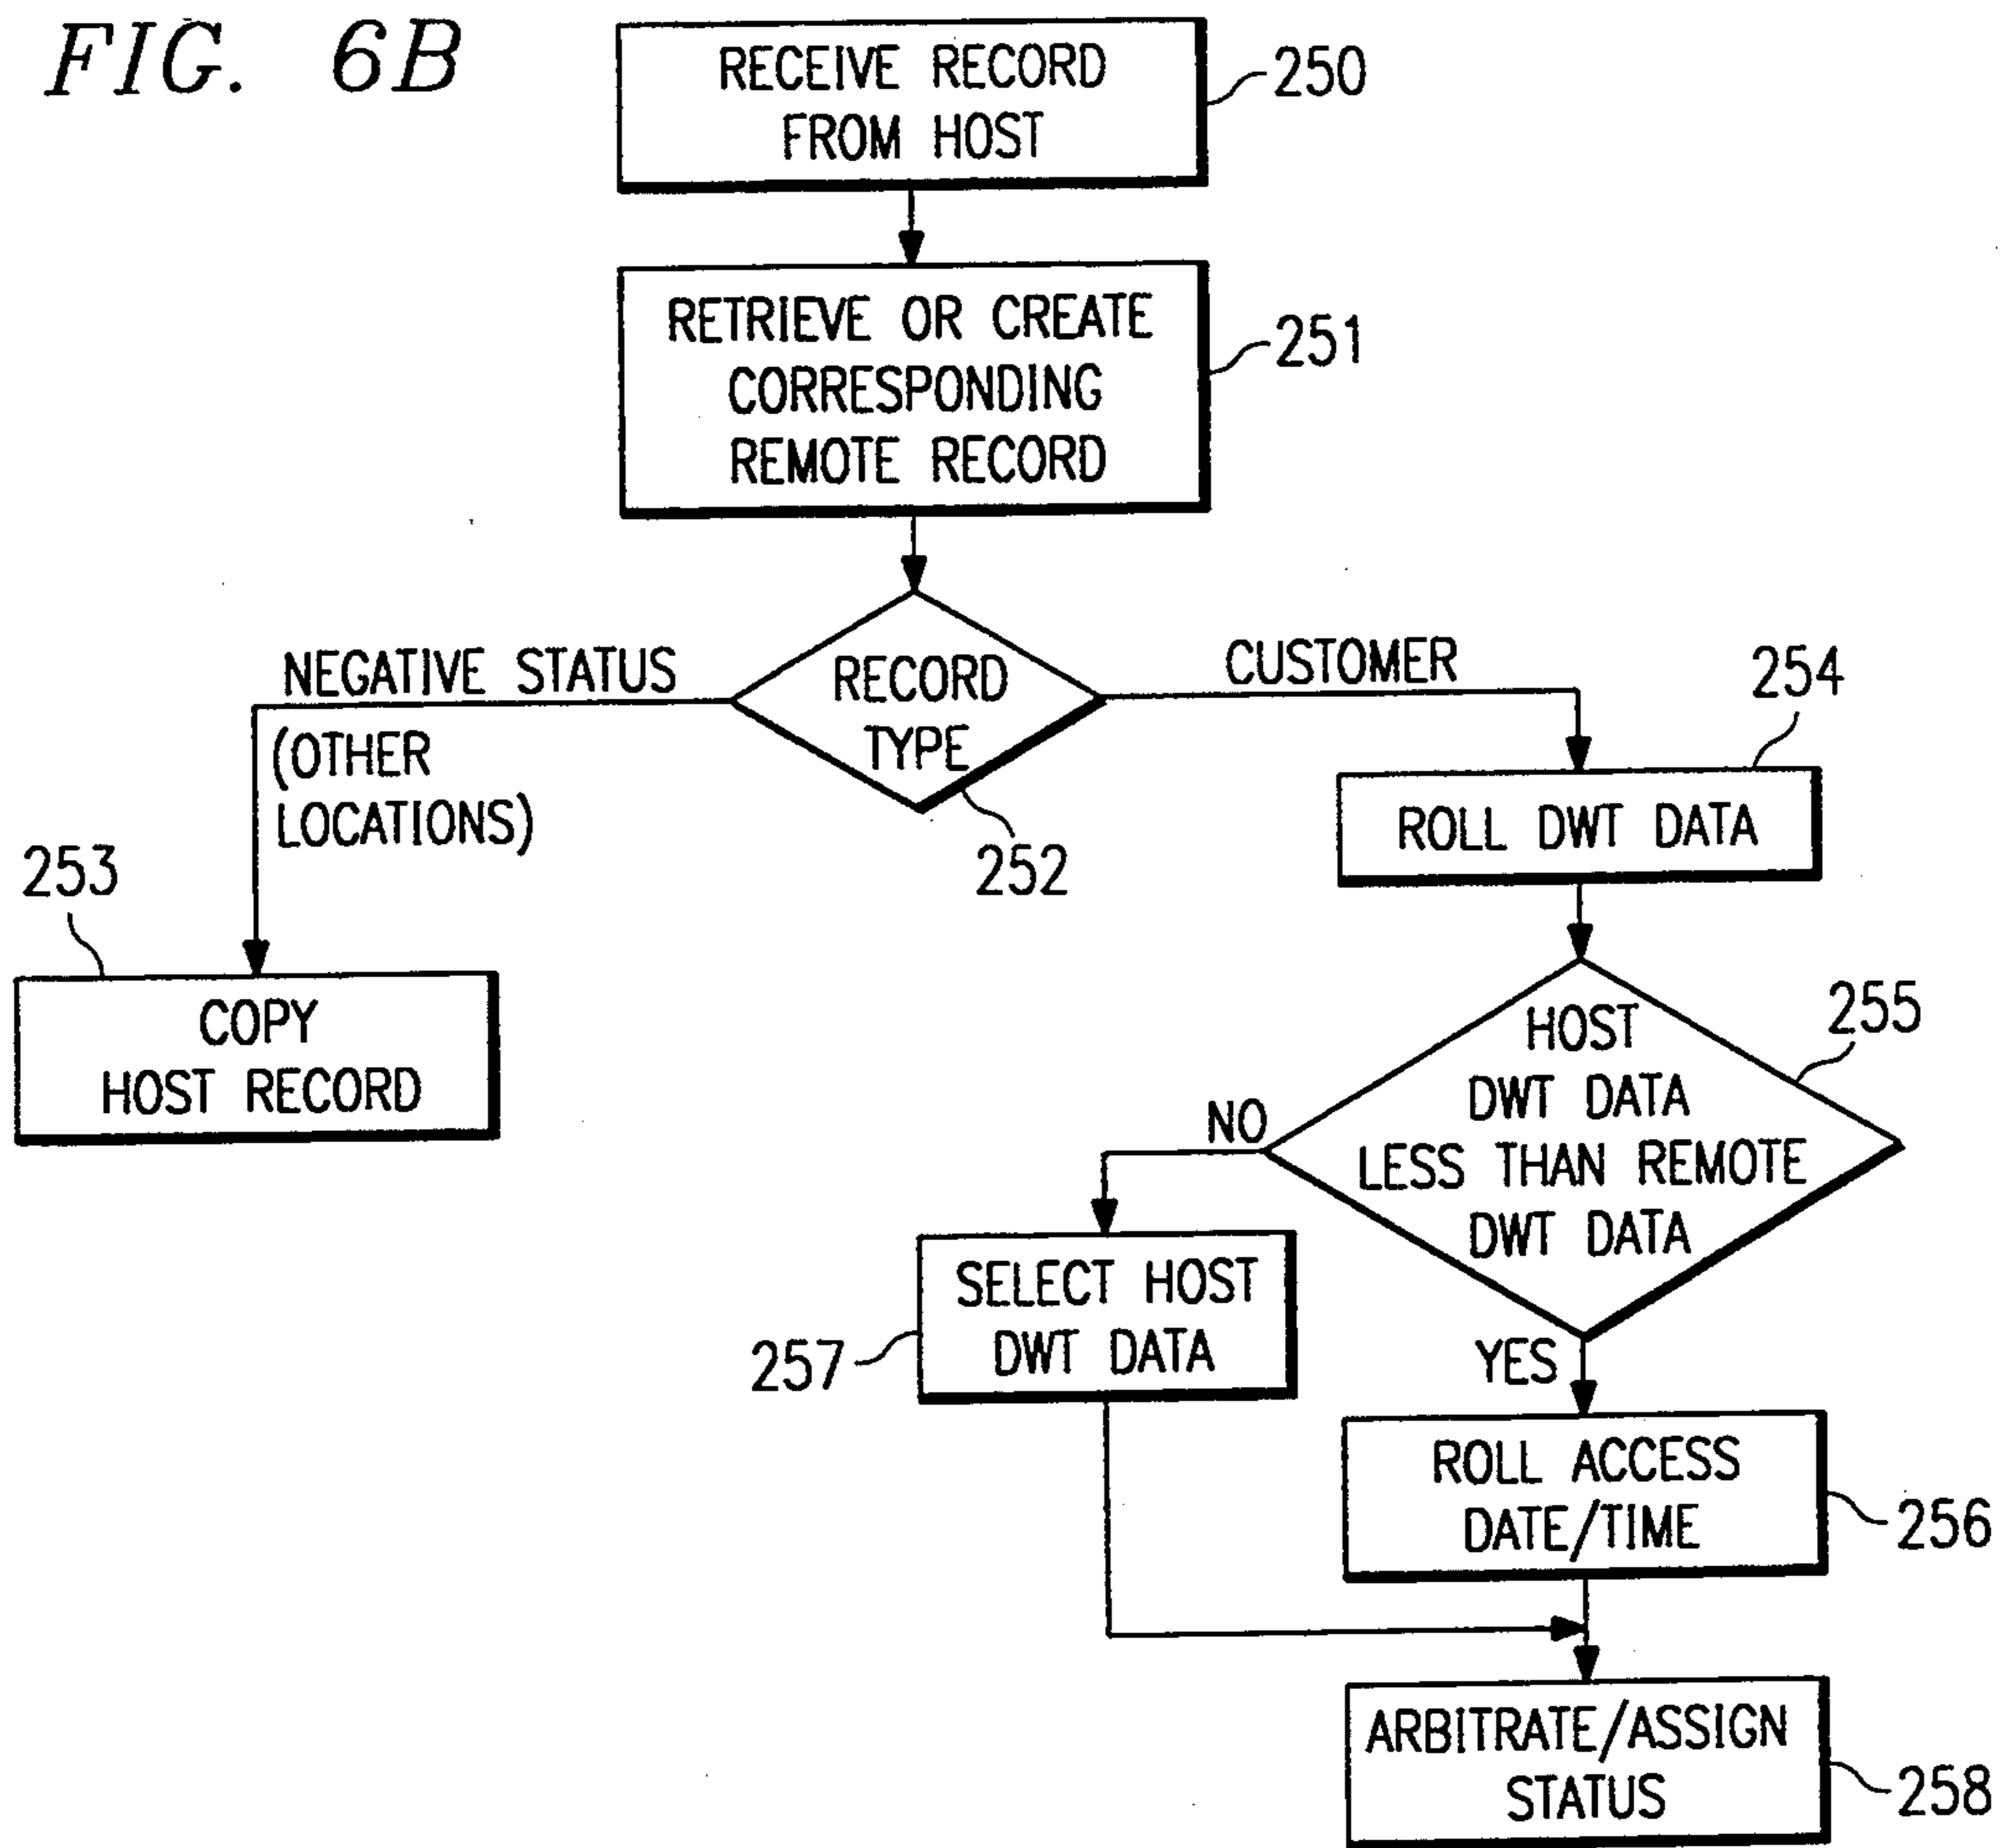 FIG. 6B
RECEIVE RECORD
FROM HOST
250
RETRIEVE OR CREATE
CORRESPONDING
REMOTE RECORD
251
NEGATIVE STATUS
(OTHER
LOCATIONS)
RECORD
TYPE
252
CUSTOMER
253
COPY
HOST RECORD
254
ROLL DWT DATA
HOST
DWT DATA
LESS THAN REMOTE
DWT DATA
255
NO
SELECT HOST
DWT DATA
257
YES
ROLL ACCESS
DATE/TIME
256
ARBITRATE/ASSIGN
STATUS
258